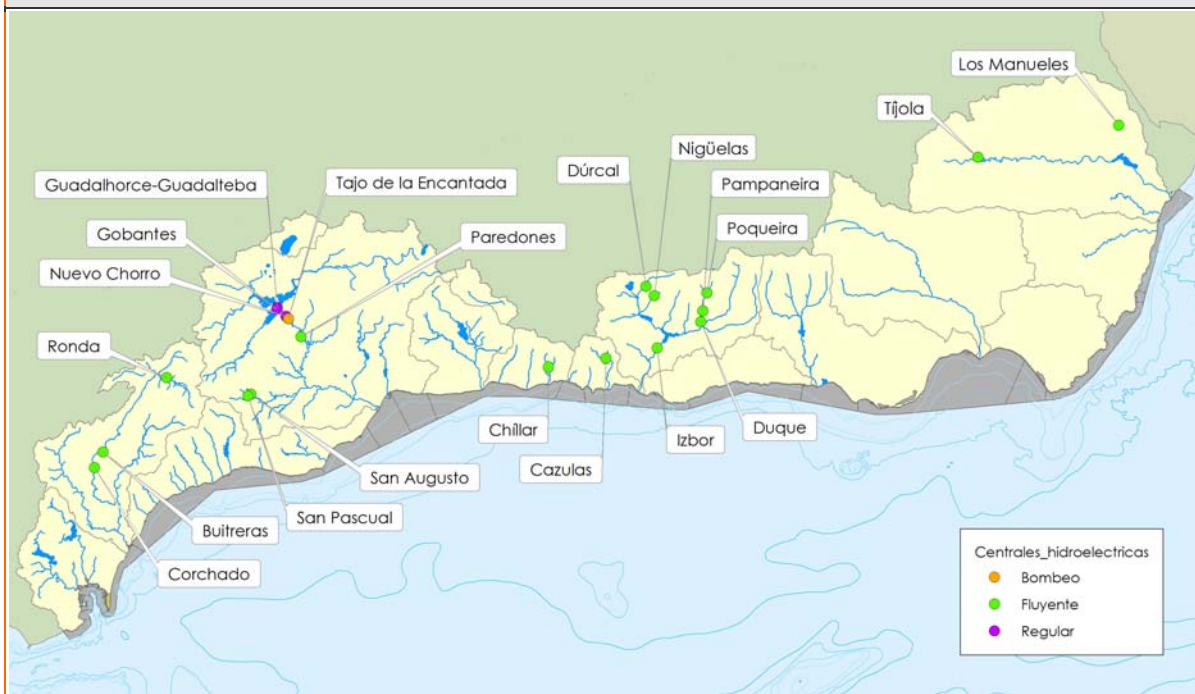 Los Manueles
Tíjola
Nigüelas
Dúrcal
Guadalhorce-Guadalteba
Tajo de la Encantada
Pampaneira
Gobantes
Paredones
Poqueira
Nuevo Chorro
Ronda
Chíllar
Izbor
Duque
Cazulas
San Augusto
San Pascual
Buitreras
Corchado
Centrales_hidroelectricas
Bombeo
Fluyente
Regular